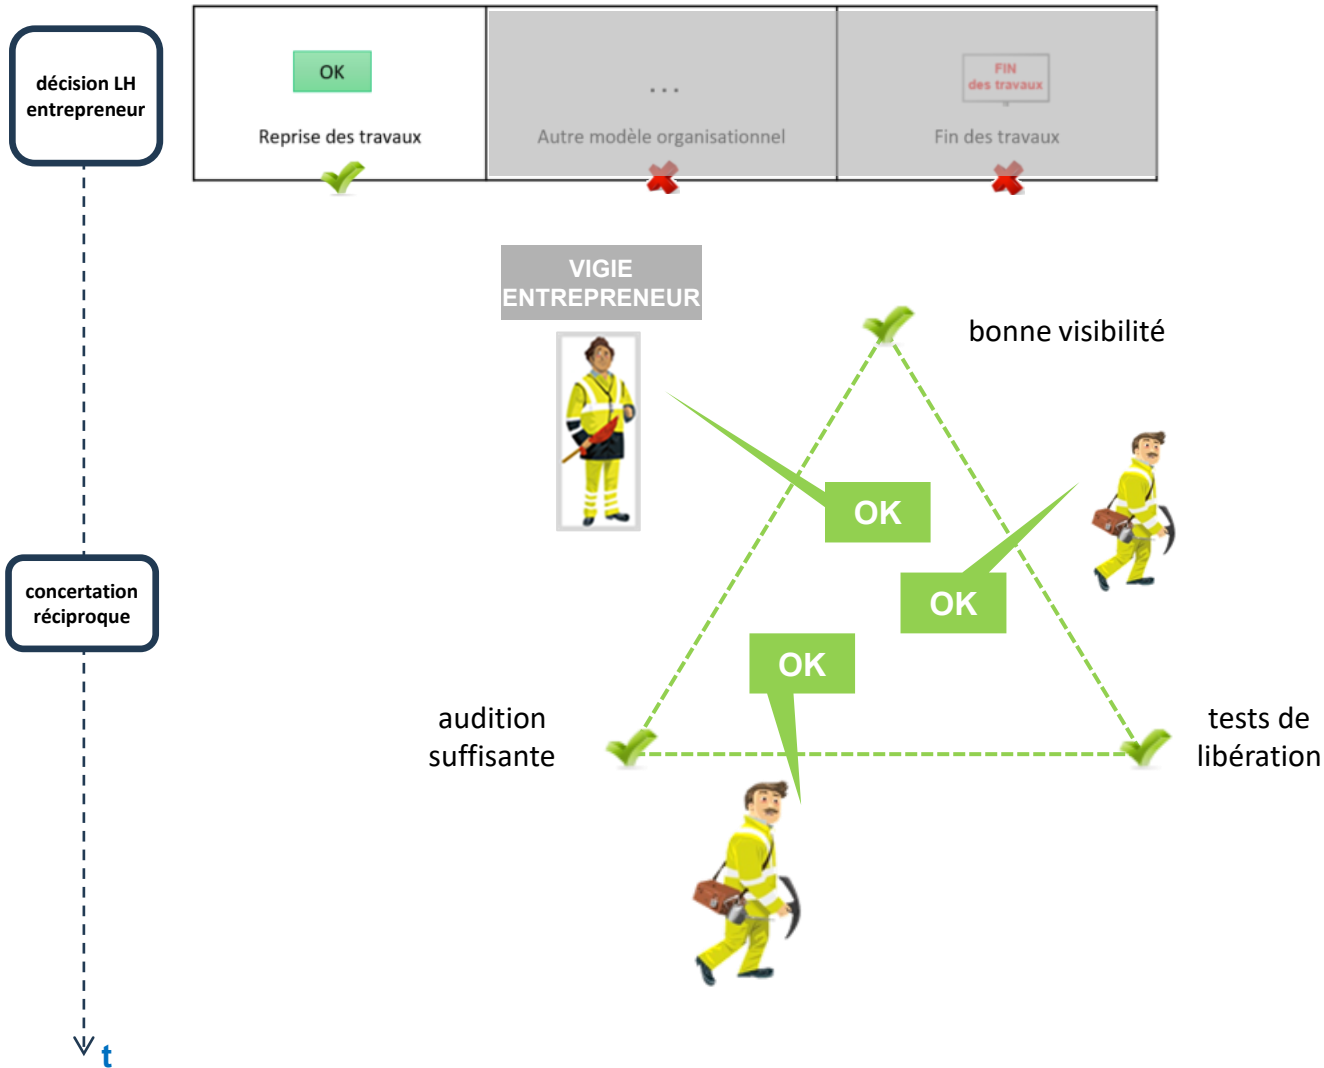 décision LH
entrepreneur
OK
Reprise des travaux
...
Autre modèle organisationnel
FIN
des travaux
Fin des travaux
VIGIE
ENTREPRENEUR
bonne visibilité
OK
OK
OK
concertation
réciproque
audition
suffisante
tests de
libération
t